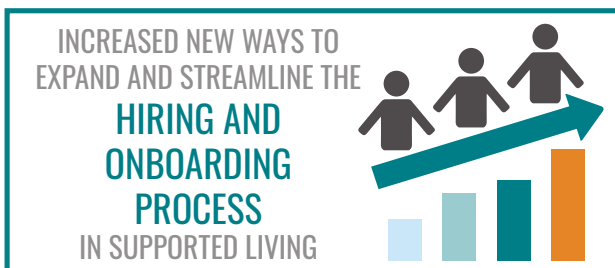 INCREASED NEW WAYS TO
EXPAND AND STREAMLINE THE
HIRING AND
ONBOARDING
PROCESS
IN SUPPORTED LIVING